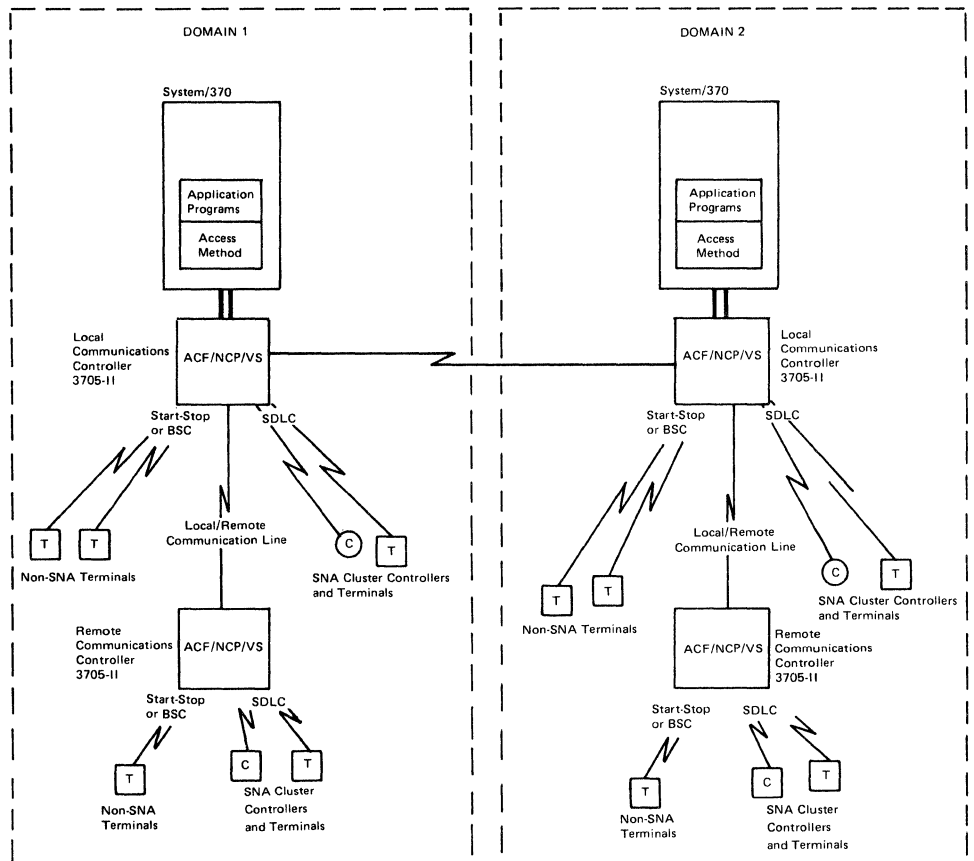 DOMAIN 1
System/370
Application
Programs
Access
Method
Local
Communications
Controller
3705-II
ACF/NCP/VS
Start-Stop
or BSC
SDLC
T
T
Non-SNA Terminals
Local/Remote
Communication Line
C
T
SNA Cluster Controllers
and Terminals
Remote
Communications
Controller
3705-II
ACF/NCP/VS
Start-Stop
or BSC
SDLC
T
Non-SNA
Terminals
C
T
SNA Cluster
Controllers
and Terminals
DOMAIN 2
System/370
Application
Programs
Access
Method
ACF/NCP/VS
Local
Communications
Controller
3705-II
Start-Stop
or BSC
SDLC
T
T
Non-SNA Terminals
Local/Remote
Communication Line
C
T
SNA Cluster Controllers
and Terminals
ACF/NCP/VS
Remote
Communications
Controller
3705-II
Start-Stop
or BSC
SDLC
T
Non-SNA
Terminals
C
T
SNA Cluster
Controllers
and Terminals